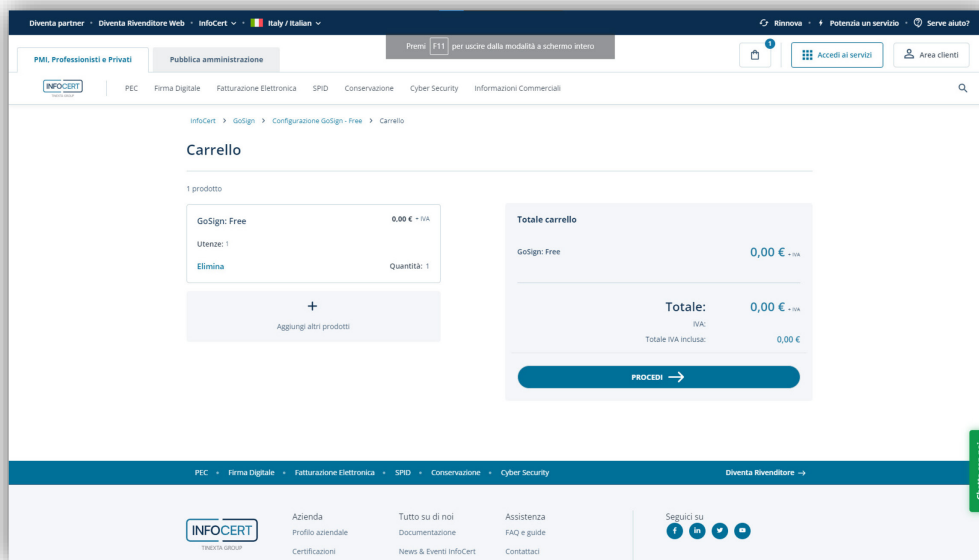 Diventa partner • Diventa Rivenditore Web • InfoCert Italy / Italian Rinnova • Potenzia un servizio • Serve aiuto?
Premi F11 per uscire dalla modalità a schermo intero
1
PMI, Professionisti e Privati Pubblica amministrazione Accedi ai servizi Area clienti
INFOCERT
TINEXTA GROUP
PEC Firma Digitale Fatturazione Elettronica SPID Conservazione Cyber Security Informazioni Commerciali
InfoCert > GoSign > Configurazione GoSign - Free > Carrello
Carrello
1 prodotto
GoSign: Free 0,00 € + IVA
Utenze: 1
Elimina Quantità: 1
+
Aggiungi altri prodotti
Totale carrello
GoSign: Free 0,00 € + IVA
Totale: 0,00 € + IVA
IVA:
Totale IVA inclusa: 0,00 €
PROCEDI
PEC • Firma Digitale • Fatturazione Elettronica • SPID • Conservazione • Cyber Security Diventa Rivenditore
INFOCERT
TINEXTA GROUP
Azienda
Profilo aziendale
Certificazioni
Tutto su di noi
Documentazione
News & Eventi InfoCert
Assistenza
FAQ e guide
Contattaci
Seguici su